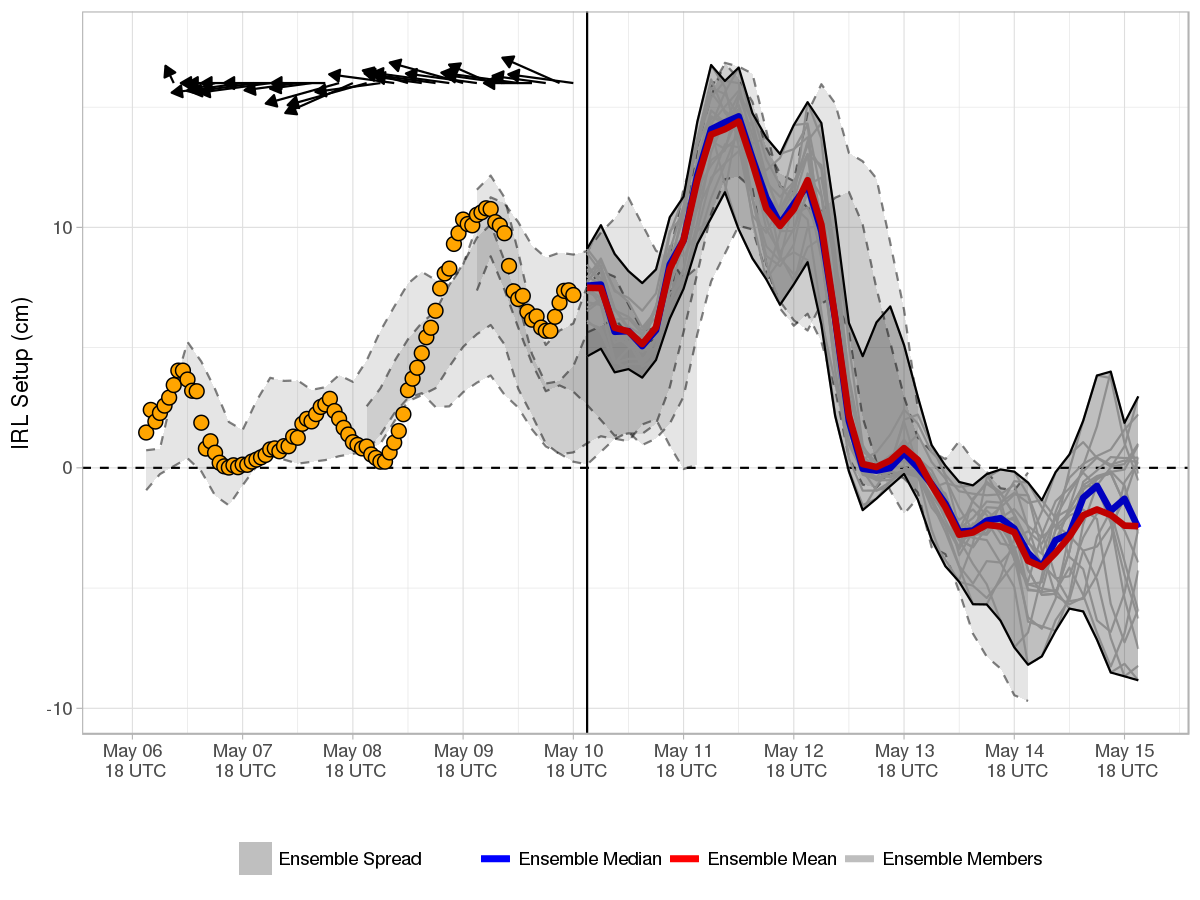 IRL Setup (cm)
10
0
-10
May 06 May 07 May 08 May 09 May 10 May 11 May 12 May 13 May 14 May 15
18 UTC 18 UTC 18 UTC 18 UTC 18 UTC 18 UTC 18 UTC 18 UTC 18 UTC 18 UTC
Ensemble Spread Ensemble Median Ensemble Mean Ensemble Members